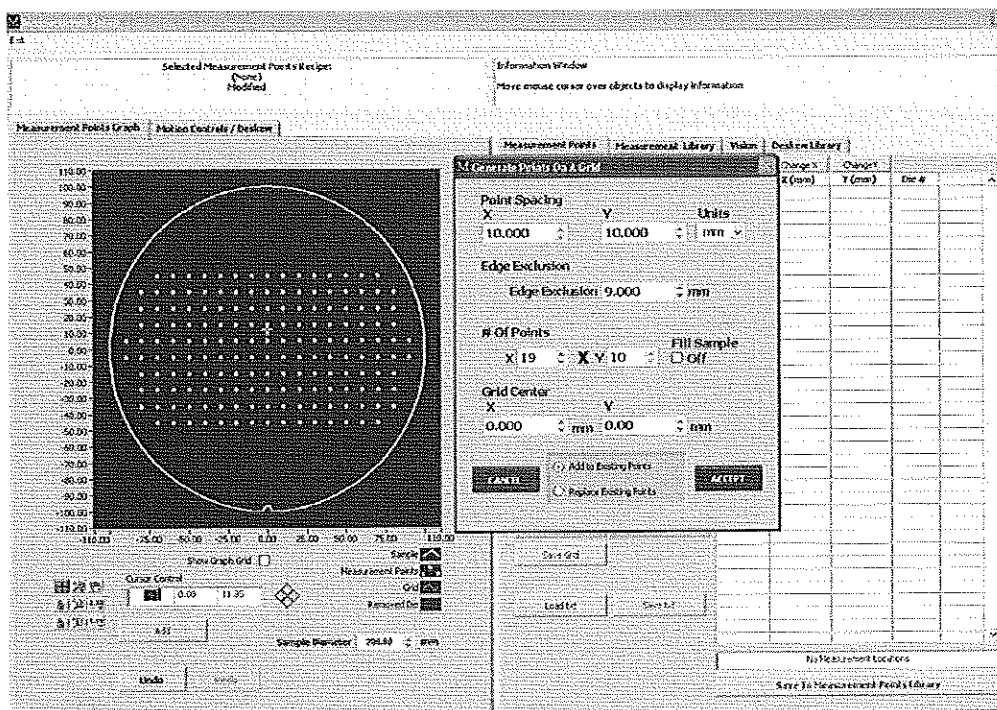 Exit
Selected Measurement Points Recipe:
(None)
Modified
Information Window
Move mouse cursor over objects to display information
Measurement Points Graph
Motion Controls / Deskew
Measurement Points
Measurement Library
Vision
Deskew Library
Change X
Change Y
X (mm)
Y (mm)
Die #
110.00
100.00
90.00
80.00
70.00
60.00
50.00
40.00
30.00
20.00
10.00
0.00
-10.00
-20.00
-30.00
-40.00
-50.00
-60.00
-70.00
-80.00
-90.00
-100.00
-110.00
-110.00 -75.00 -50.00 -25.00 0.00 25.00 50.00 75.00 110.00
Generate Points On A Grid
Point Spacing
X Y Units
10.000 10.000 mm
Edge Exclusion
Edge Exclusion 9.000 mm
# Of Points
Fill Sample
X 19 X Y 10 Off
Grid Center
X Y
0.000 mm 0.00 mm
CANCEL
Add to Existing Points
Replace Existing Points
ACCEPT
Show Graph Grid
Sample
Measurement Points
Grid
Removed Die
Cursor Control
0.00 11.95
Add
Sample Diameter mm
Undo
Save Grid
Load Txt
Save Txt
No Measurement Locations
Save To Measurement Points Library